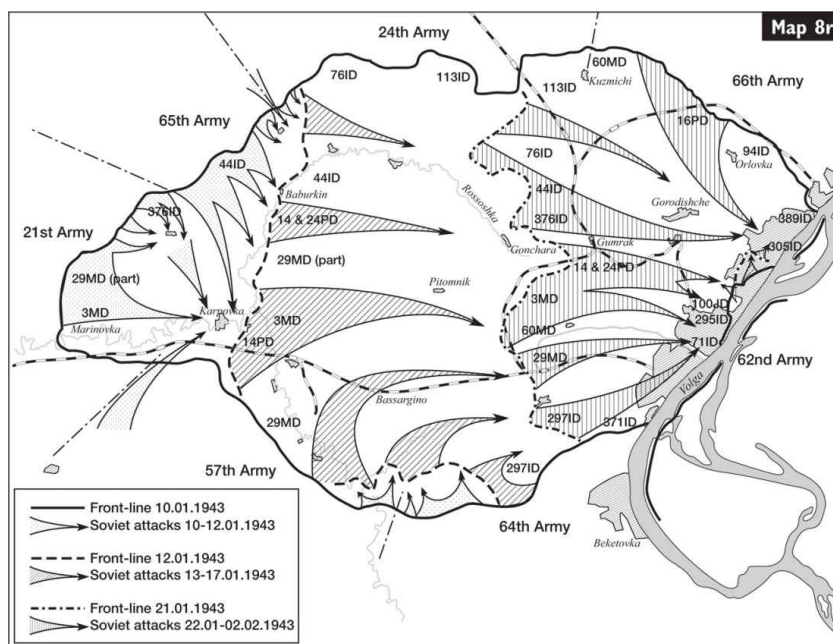 Map 8r
24th Army
60MD
Kuzmichi
76ID
113ID
113ID
66th Army
65th Army
16PD
94ID
Orlovka
44ID
76ID
44ID
Baburkin
44ID
Rossoshka
376ID
376ID
Gorodishche
389ID
21st Army
14 & 24PD
Gonchara
Gumrak
305ID
29MD (part)
29MD (part)
14 & 24PD
Pitomnik
3MD
100JD
3MD
Karpovka
3MD
295ID
Marinovka
14PD
60MD
71ID
29MD
62nd Army
Volga
Bassargino
29MD
297ID
371ID
57th Army
297ID
64th Army
Beketovka
Front-line 10.01.1943
Soviet attacks 10-12.01.1943
Front-line 12.01.1943
Soviet attacks 13-17.01.1943
Front-line 21.01.1943
Soviet attacks 22.01-02.02.1943